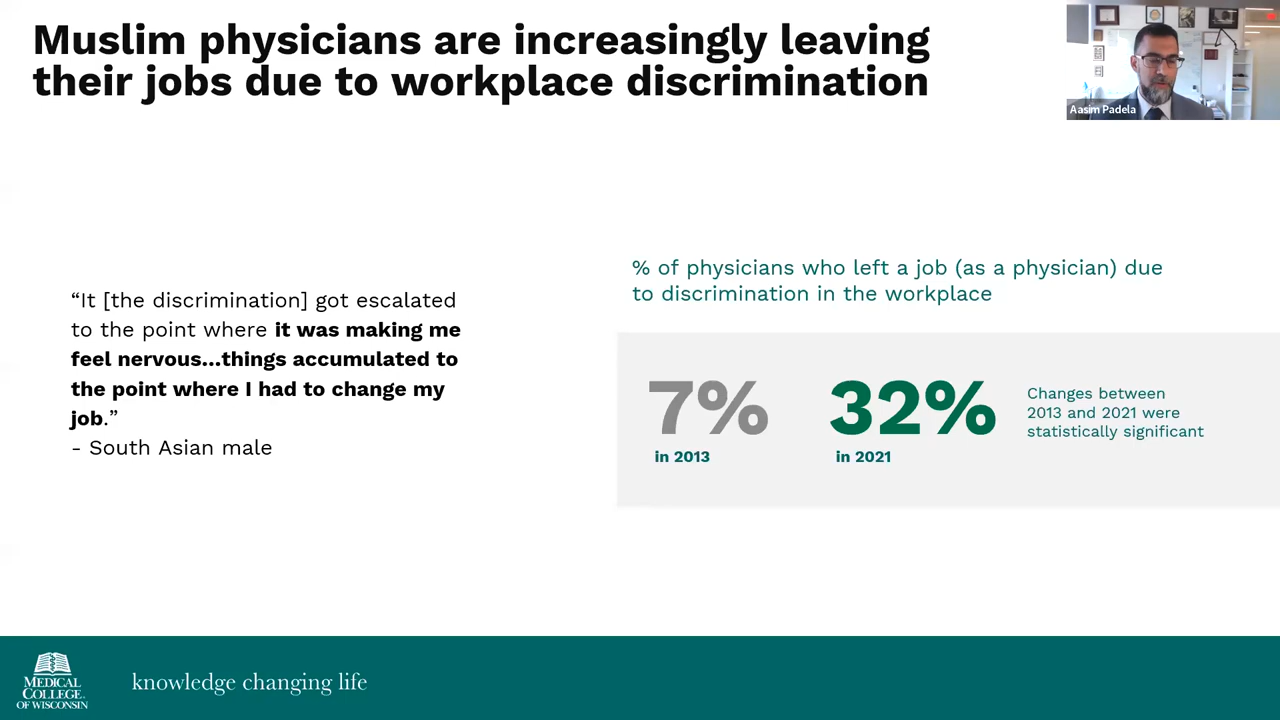 Muslim physicians are increasingly leaving
their jobs due to workplace discrimination
Aasim Padela
“It [the discrimination] got escalated
to the point where it was making me
feel nervous...things accumulated to
the point where I had to change my
job.”
- South Asian male
% of physicians who left a job (as a physician) due
to discrimination in the workplace
7%
in 2013
32%
in 2021
Changes between
2013 and 2021 were
statistically significant
MEDICAL
COLLEGE
OF WISCONSIN
knowledge changing life